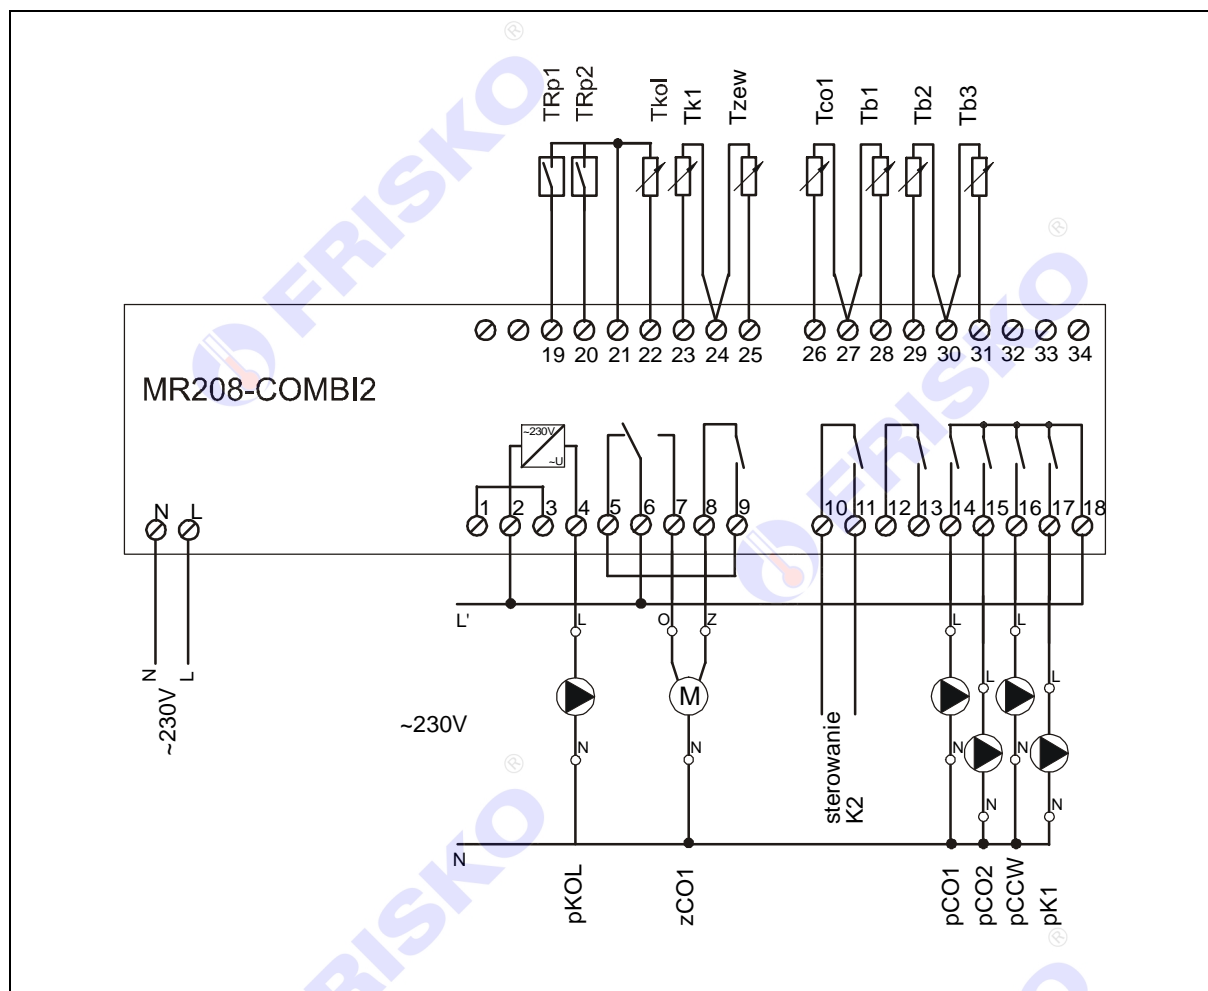 TRp1 TRp2 Tkol Tk1 Tzew Tco1 Tb1 Tb2 Tb3
19 20 21 22 23 24 25 26 27 28 29 30 31 32 33 34
MR208-COMBI2
~230V
~U
N L
1 2 3 4 5 6 7 8 9 10 11 12 13 14 15 16 17 18
L'
L O Z L L
N L
~230V
L L
~230V
M
N N N N
N N
sterowanie
K2
N
pKOL zCO1 pCO1 pCO2 pCCW pK1
FRISKO ®
FRISKO ®
FRISKO ®
®